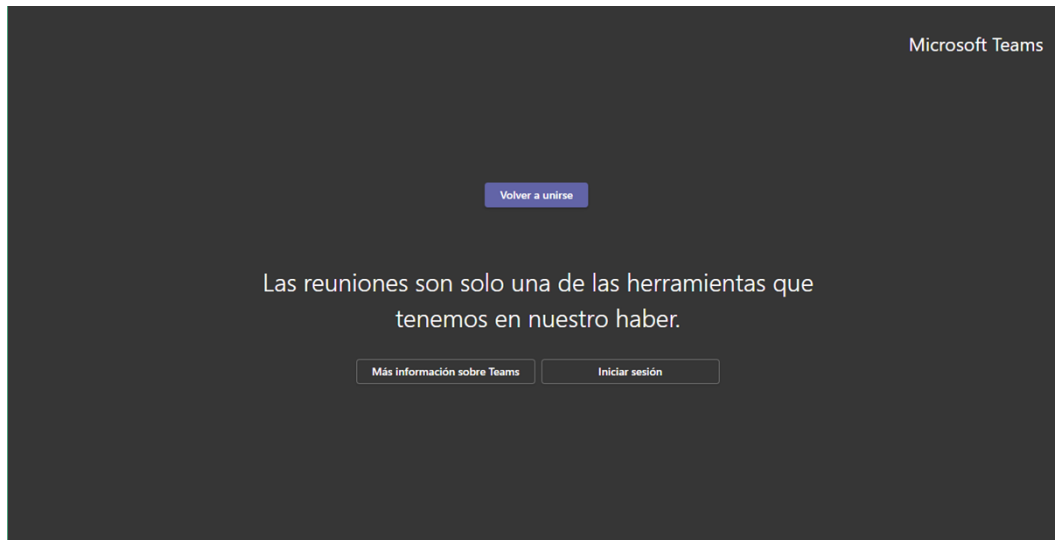 Microsoft Teams
Volver a unirse
Las reuniones son solo una de las herramientas que
tenemos en nuestro haber.
Más información sobre Teams
Iniciar sesión